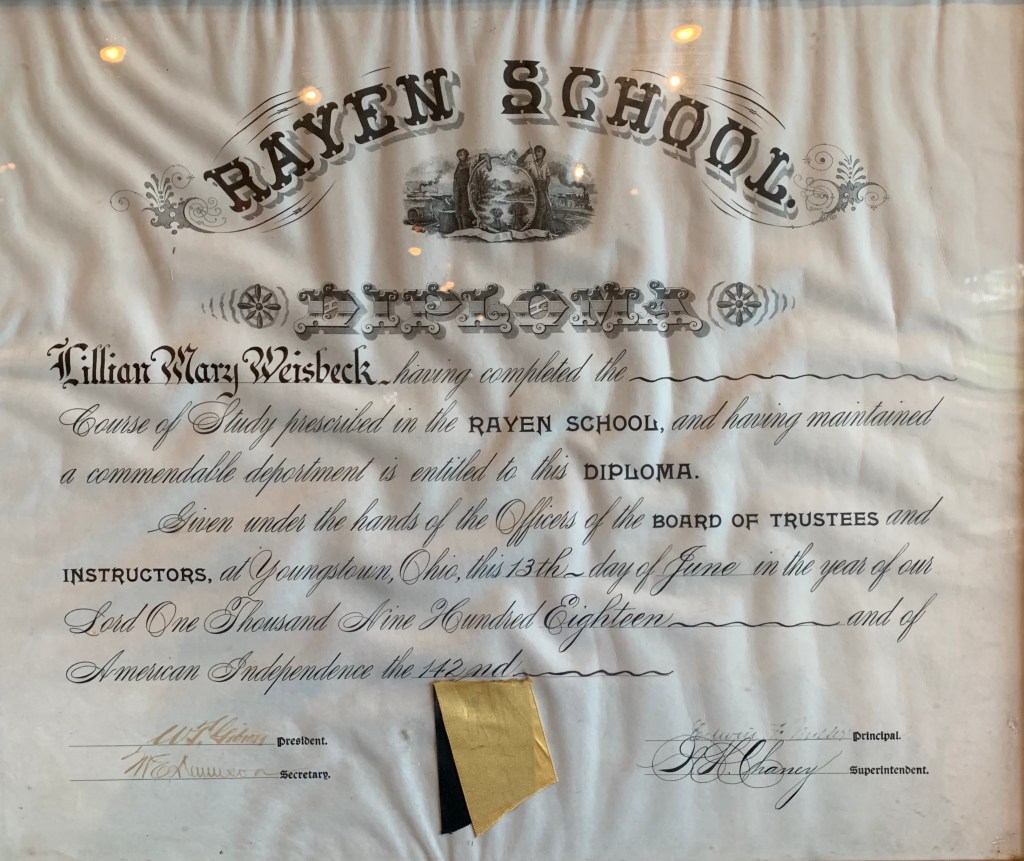 RAYEN SCHOOL.
DIPLOMA
Lillian Mary Weisbeck having completed the
Course of Study prescribed in the RAYEN SCHOOL, and having maintained
a commendable deportment is entitled to this DIPLOMA.
Given under the hands of the Officers of the BOARD OF TRUSTEES and
INSTRUCTORS, at Youngstown, Ohio, this 13th day of June in the year of our
Lord One Thousand Nine Hundred Eighteen and of
American Independence the 142nd
President.
Principal.
Secretary.
Chaney Superintendent.